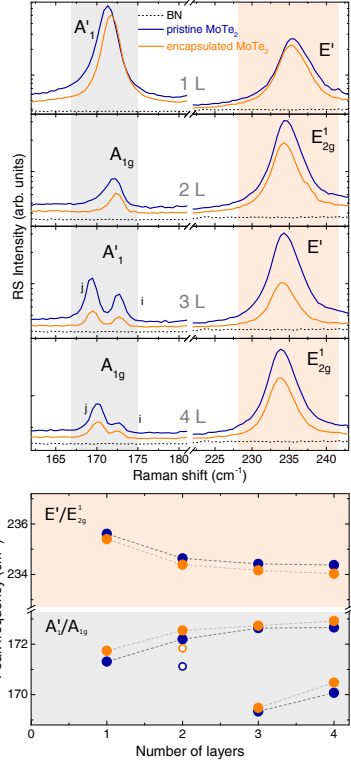 BN
pristine MoTe₂
encapsulated MoTe₂
A'₁
E'
1 L
A₁g
E¹₂g
2 L
A'₁
E'
j
i
3 L
A₁g
E¹₂g
j
i
4 L
RS Intensity (arb. units)
165 170 175 180 225 230 235 240
Raman shift (cm⁻¹)
E'/E¹₂g
236
234
A'₁/A₁g
172
170
0 1 2 3 4
Number of layers